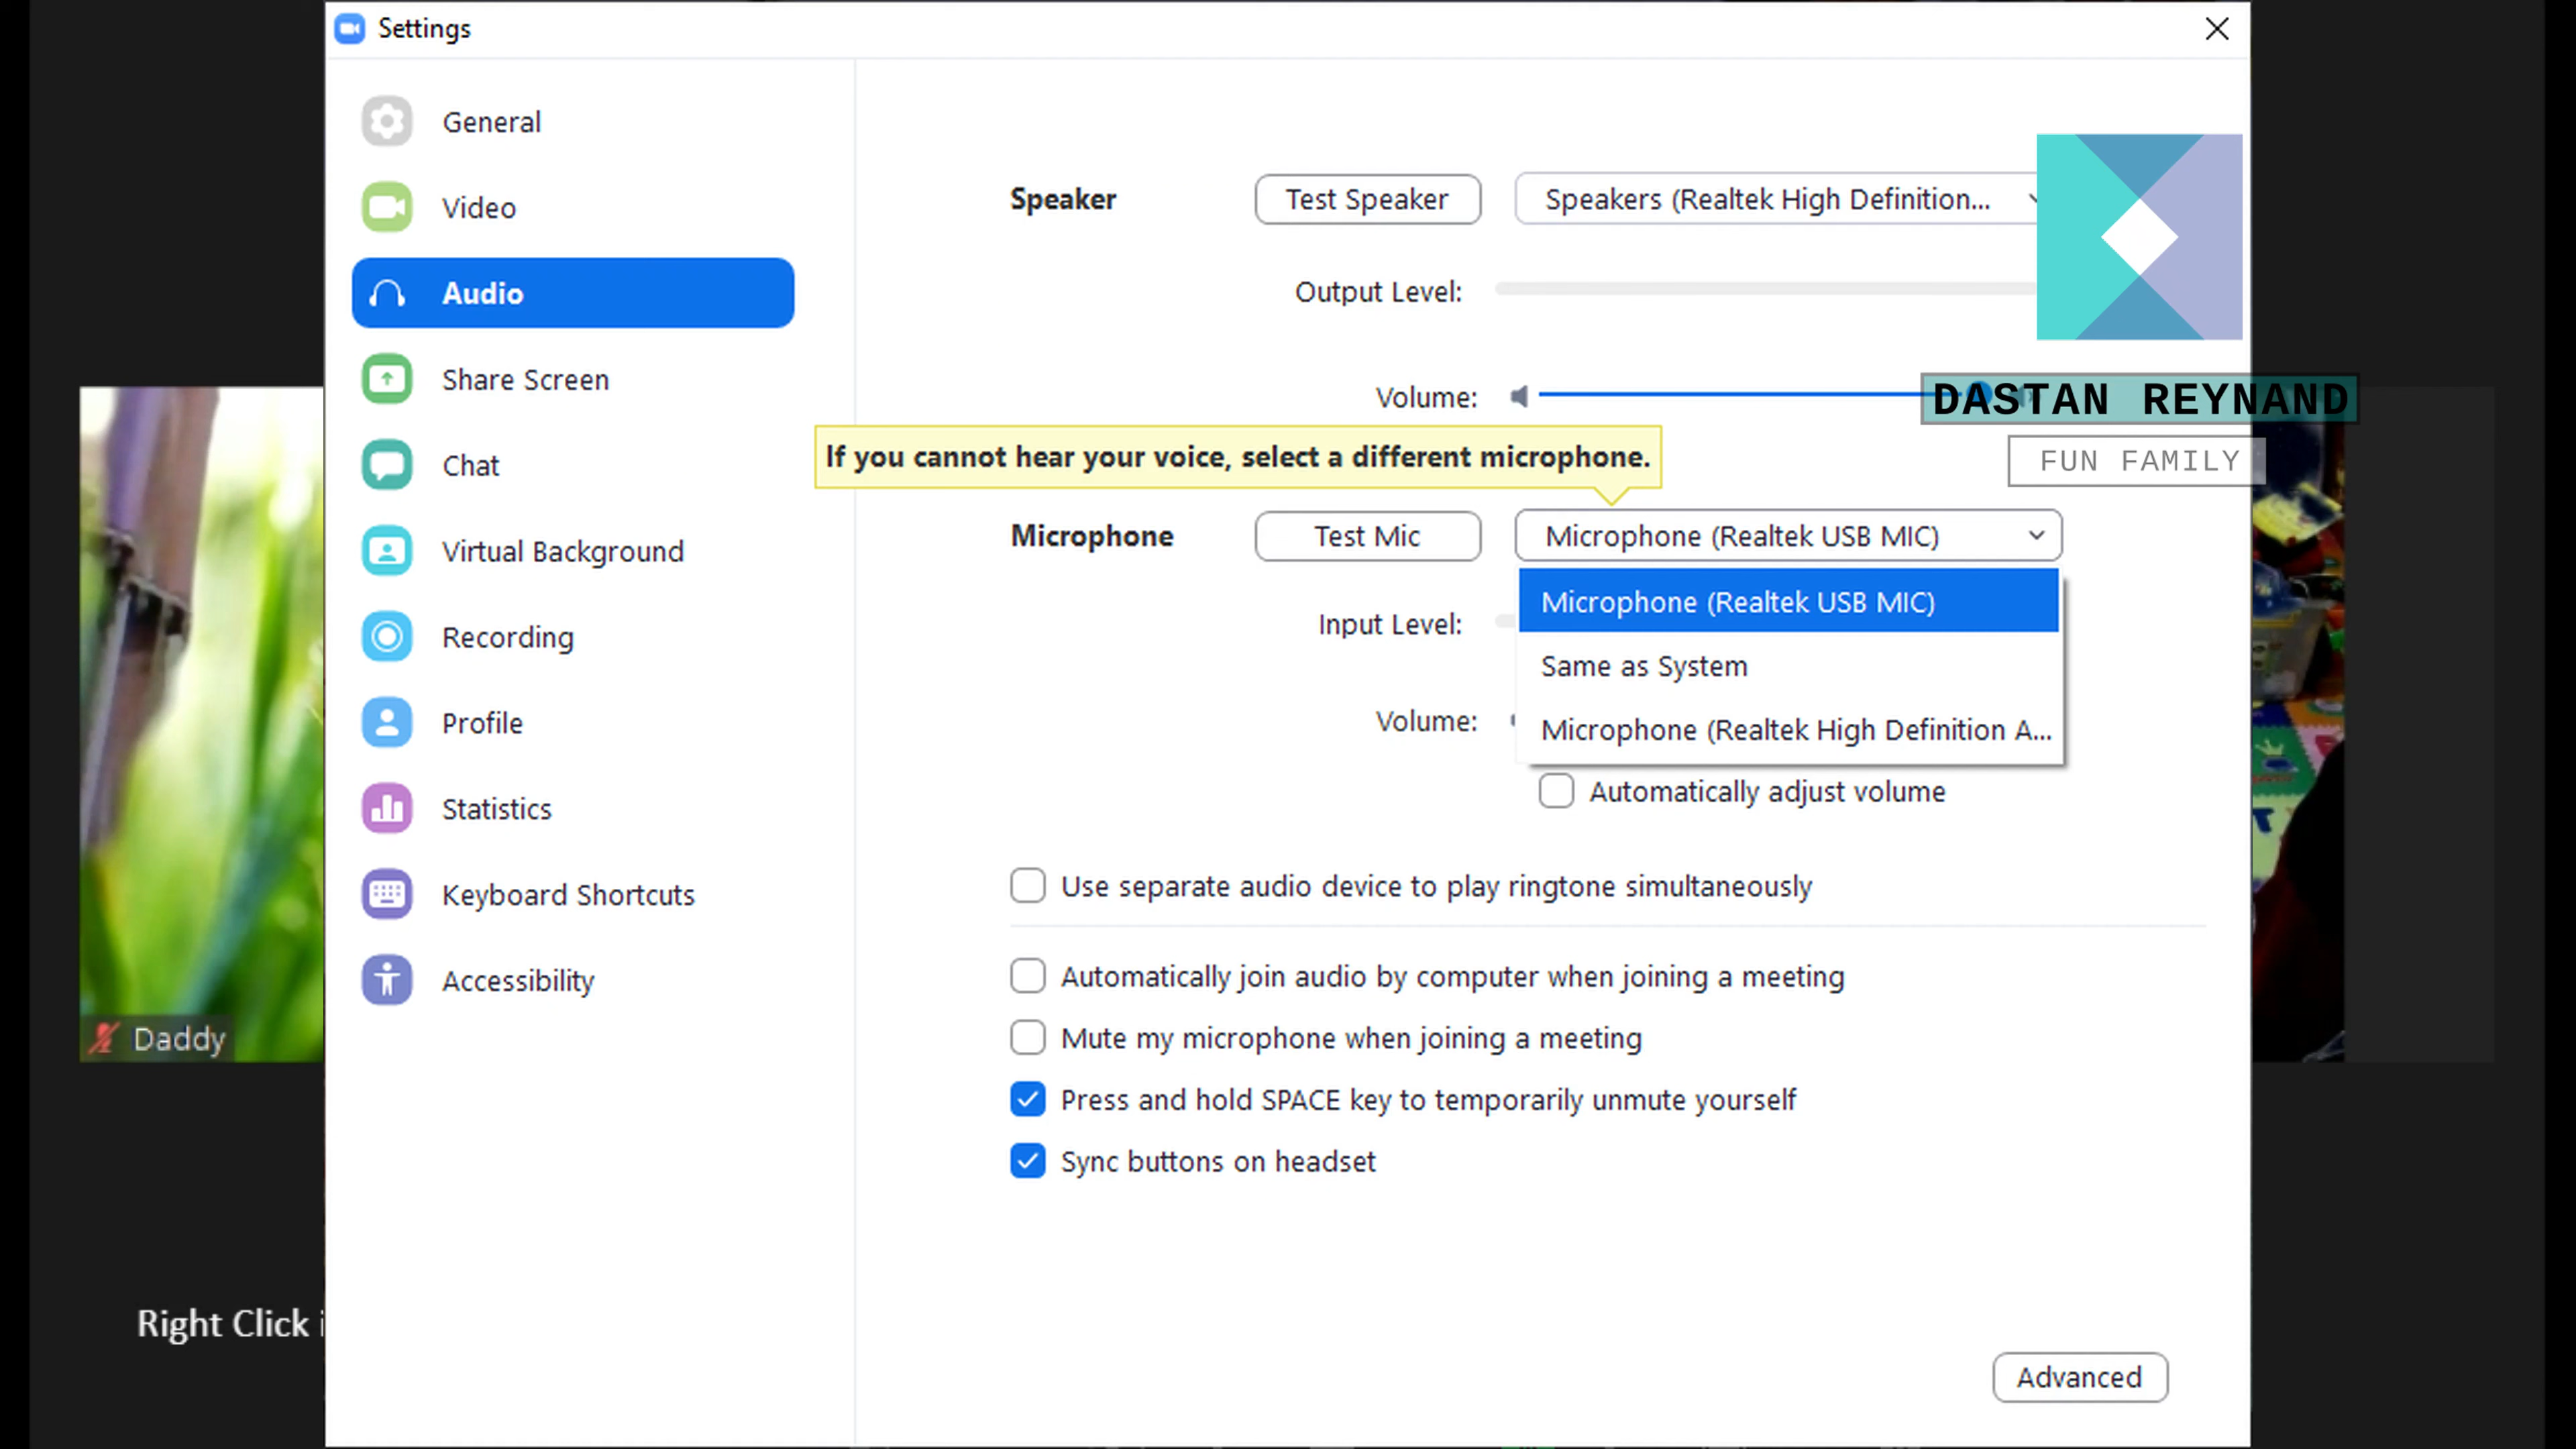 Settings
General
Video
Audio
Share Screen
Chat
Virtual Background
Recording
Profile
Statistics
Keyboard Shortcuts
Accessibility
Speaker
Test Speaker
Speakers (Realtek High Definition...
Output Level:
Volume:
DASTAN REYNAND
FUN FAMILY
If you cannot hear your voice, select a different microphone.
Microphone
Test Mic
Microphone (Realtek USB MIC)
Microphone (Realtek USB MIC)
Input Level:
Same as System
Volume:
Microphone (Realtek High Definition A...
Automatically adjust volume
Use separate audio device to play ringtone simultaneously
Automatically join audio by computer when joining a meeting
Mute my microphone when joining a meeting
Press and hold SPACE key to temporarily unmute yourself
Sync buttons on headset
Advanced
Daddy
Right Click